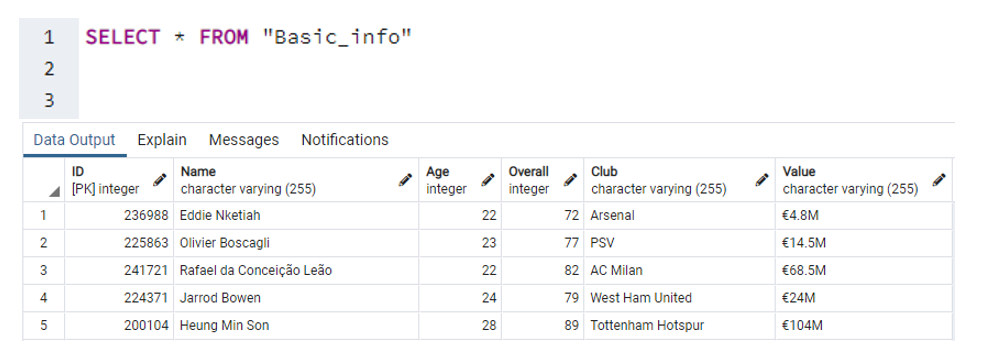 1 SELECT * FROM "Basic_info"
2
3
Data Output Explain Messages Notifications
ID Name Age Overall Club Value
[PK] integer character varying (255) integer integer character varying (255) character varying (255)
1 236988 Eddie Nketiah 22 72 Arsenal €4.8M
2 225863 Olivier Boscagli 23 77 PSV €14.5M
3 241721 Rafael da Conceição Leão 22 82 AC Milan €68.5M
4 224371 Jarrod Bowen 24 79 West Ham United €24M
5 200104 Heung Min Son 28 89 Tottenham Hotspur €104M